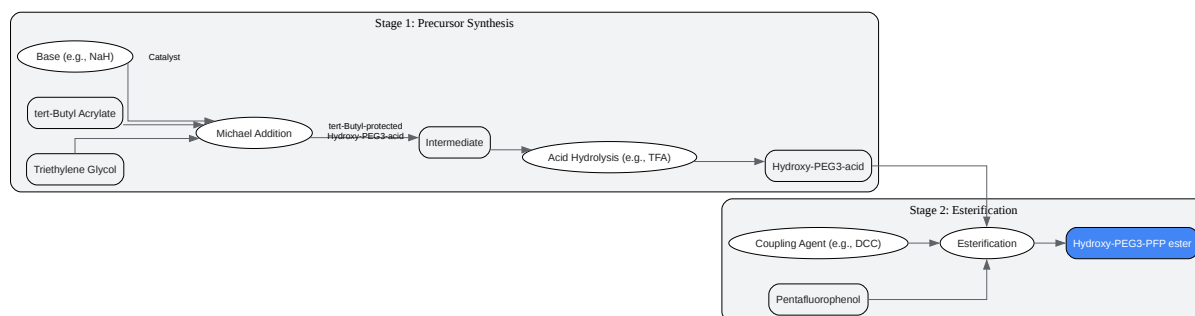 Stage 1: Precursor Synthesis
Base (e.g., NaH)
Catalyst
tert-Butyl Acrylate
Michael Addition
tert-Butyl-protected
Hydroxy-PEG3-acid
Intermediate
Triethylene Glycol
Acid Hydrolysis (e.g., TFA)
Hydroxy-PEG3-acid
Stage 2: Esterification
Coupling Agent (e.g., DCC)
Esterification
Hydroxy-PEG3-PFP ester
Pentafluorophenol